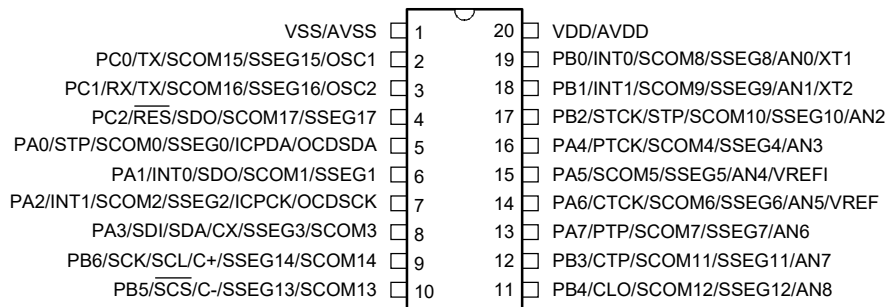 VSS/AVSS 1 20 VDD/AVDD
PC0/TX/SCOM15/SSEG15/OSC1 2 19 PB0/INT0/SCOM8/SSEG8/AN0/XT1
PC1/RX/TX/SCOM16/SSEG16/OSC2 3 18 PB1/INT1/SCOM9/SSEG9/AN1/XT2
PC2/RES/SDO/SCOM17/SSEG17 4 17 PB2/STCK/STP/SCOM10/SSEG10/AN2
PA0/STP/SCOM0/SSEG0/ICPDA/OCDSDA 5 16 PA4/PTCK/SCOM4/SSEG4/AN3
PA1/INT0/SDO/SCOM1/SSEG1 6 15 PA5/SCOM5/SSEG5/AN4/VREFI
PA2/INT1/SCOM2/SSEG2/ICPCK/OCDSCK 7 14 PA6/CTCK/SCOM6/SSEG6/AN5/VREF
PA3/SDI/SDA/CX/SSEG3/SCOM3 8 13 PA7/PTP/SCOM7/SSEG7/AN6
PB6/SCK/SCL/C+/SSEG14/SCOM14 9 12 PB3/CTP/SCOM11/SSEG11/AN7
PB5/SCS/C-/SSEG13/SCOM13 10 11 PB4/CLO/SCOM12/SSEG12/AN8